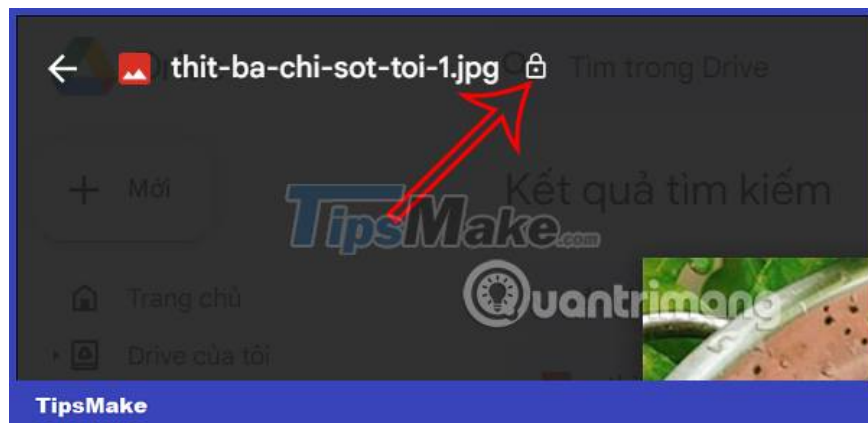 thit-ba-chi-sot-toi-1.jpg
Tìm trong Drive
Mới
Kết quả tìm kiếm
TipsMake.com
Quantrimang
Trang chủ
Drive của tôi
TipsMake